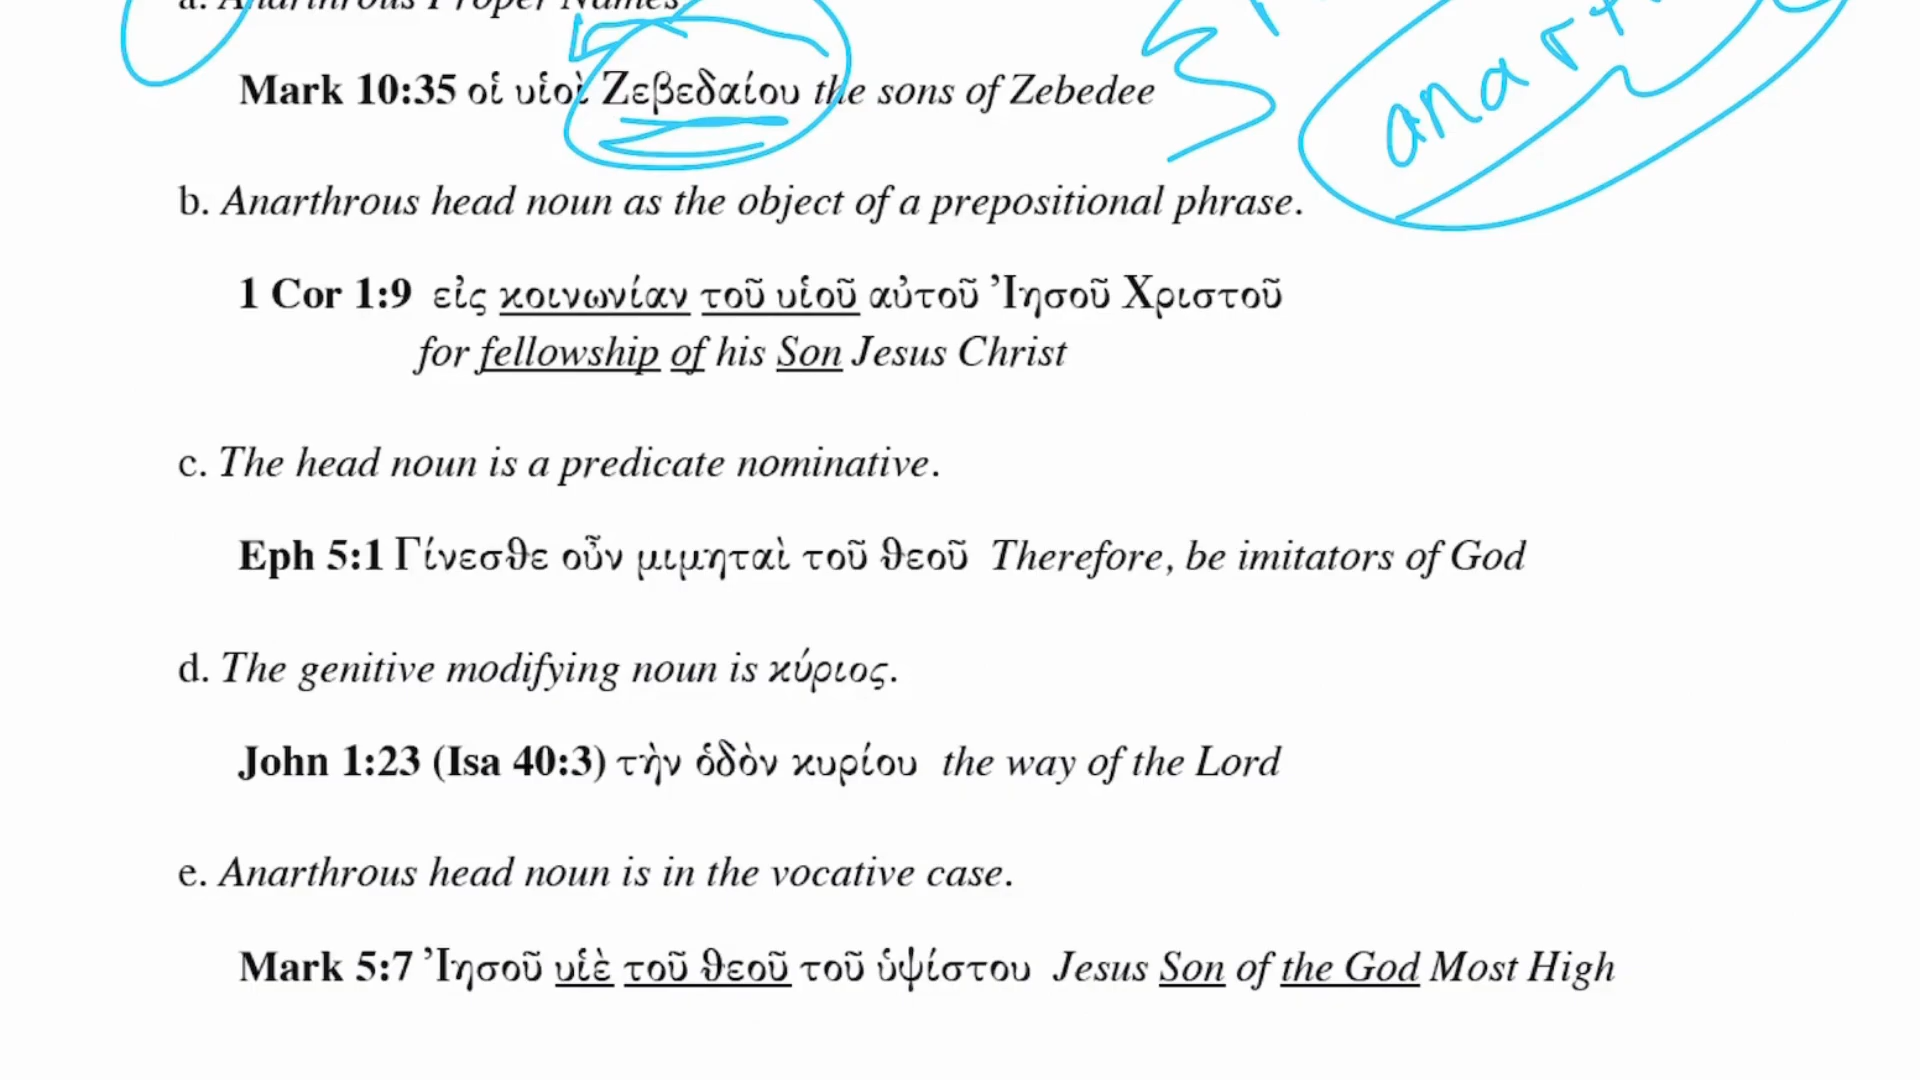 a. Anarthrous Proper Names
Mark 10:35 οἱ υἱοὶ Ζεβεδαίου the sons of Zebedee
b. Anarthrous head noun as the object of a prepositional phrase.
1 Cor 1:9 εἰς κοινωνίαν τοῦ υἱοῦ αὐτοῦ Ἰησοῦ Χριστοῦ
for fellowship of his Son Jesus Christ
c. The head noun is a predicate nominative.
Eph 5:1 Γίνεσθε οὖν μιμηταὶ τοῦ θεοῦ Therefore, be imitators of God
d. The genitive modifying noun is κύριος.
John 1:23 (Isa 40:3) τὴν ὁδὸν κυρίου the way of the Lord
e. Anarthrous head noun is in the vocative case.
Mark 5:7 Ἰησοῦ υἱὲ τοῦ θεοῦ τοῦ ὑψίστου Jesus Son of the God Most High